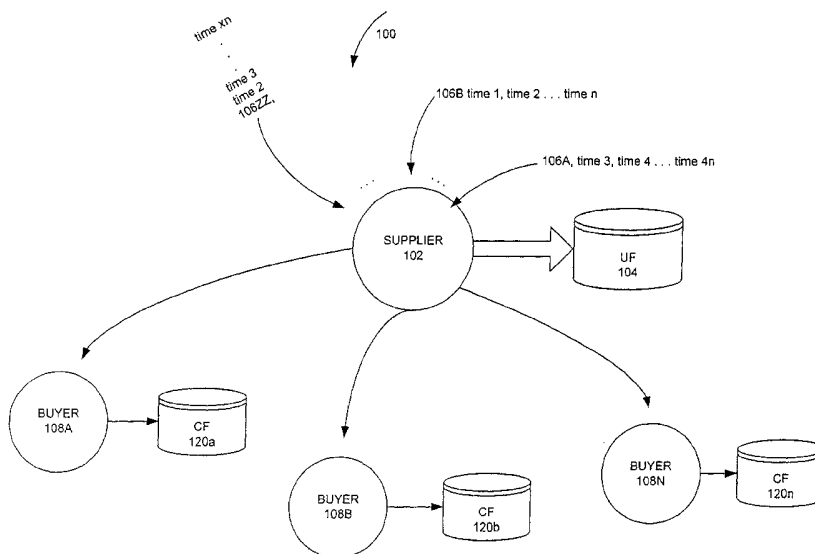 time xn
.
.
.
time 3
time 2
106ZZ,
100
106B time 1, time 2 . . . time n
106A, time 3, time 4 . . . time 4n
. . .
. . .
SUPPLIER
102
UF
104
BUYER
108A
CF
120a
BUYER
108B
CF
120b
BUYER
108N
CF
120n